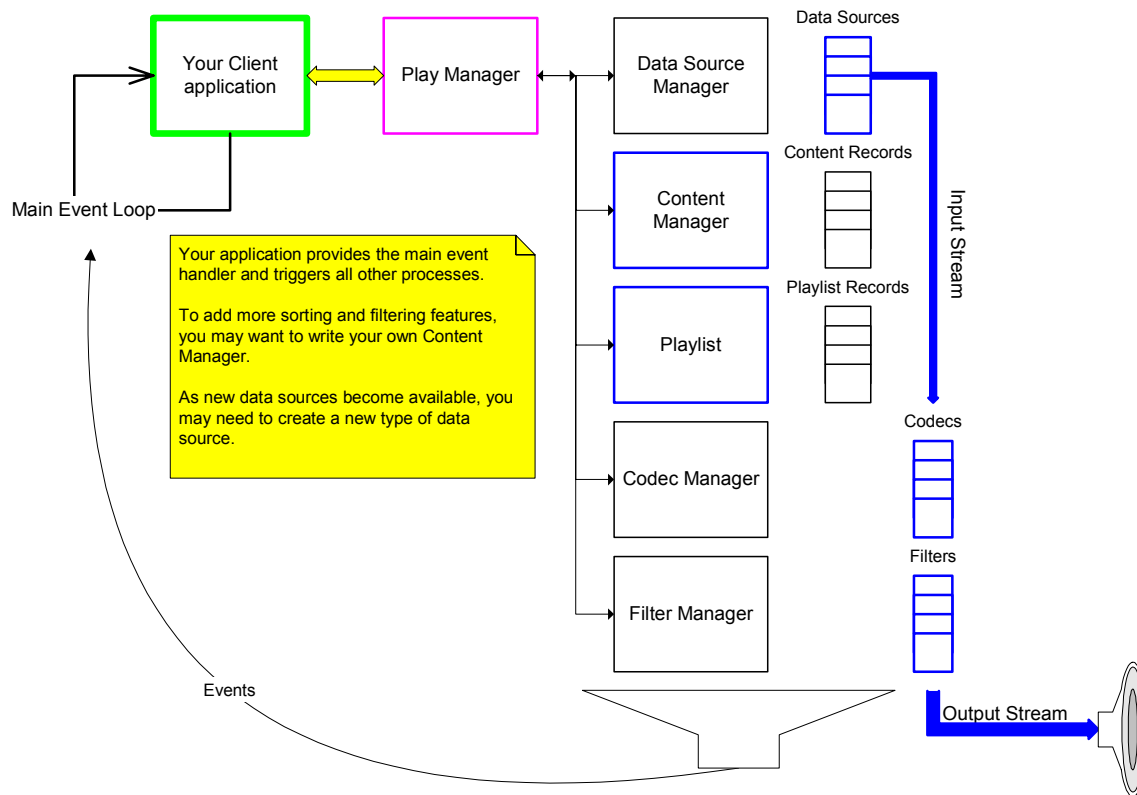 Data Sources
Your Client
application
Play Manager
Data Source
Manager
Content Records
Main Event Loop
Content
Manager
Input Stream
Your application provides the main event
handler and triggers all other processes.
To add more sorting and filtering features,
you may want to write your own Content
Manager.
As new data sources become available, you
may need to create a new type of data
source.
Playlist Records
Playlist
Codecs
Codec Manager
Filters
Filter Manager
Events
Output Stream